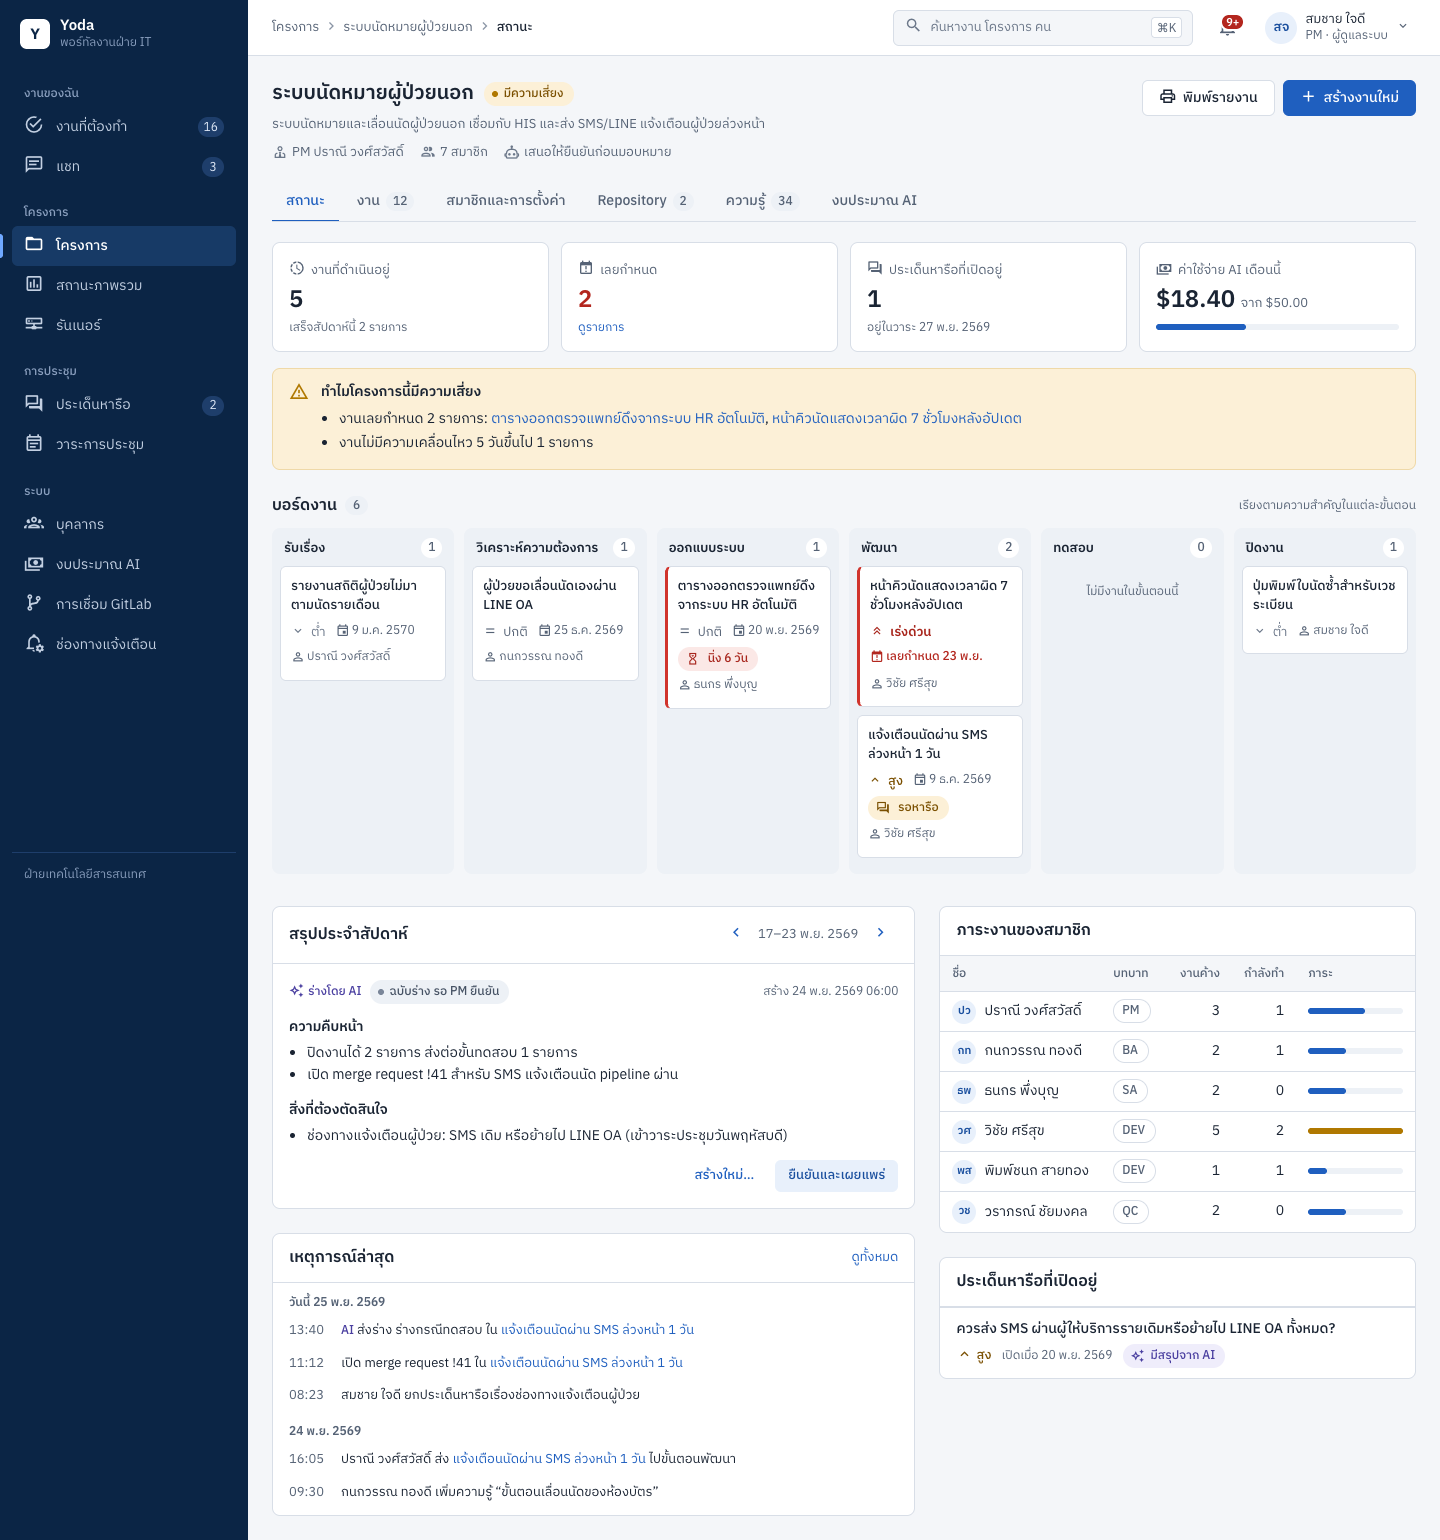 Y
Yoda
พอร์ทัลงานฝ่าย IT
งานของฉัน
งานที่ต้องทำ 16
แชท 3
โครงการ
โครงการ
สถานะภาพรวม
รันเนอร์
การประชุม
ประเด็นหารือ 2
วาระการประชุม
ระบบ
บุคลากร
งบประมาณ AI
การเชื่อม GitLab
ช่องทางแจ้งเตือน
ฝ่ายเทคโนโลยีสารสนเทศ
โครงการ > ระบบนัดหมายผู้ป่วยนอก > สถานะ
ค้นหางาน โครงการ คน ⌘K
9+
สจ
สมชาย ใจดี
PM · ผู้ดูแลระบบ
ระบบนัดหมายผู้ป่วยนอก มีความเสี่ยง
พิมพ์รายงาน
สร้างงานใหม่
ระบบนัดหมายและเลื่อนนัดผู้ป่วยนอก เชื่อมกับ HIS และส่ง SMS/LINE แจ้งเตือนผู้ป่วยล่วงหน้า
PM ปราณี วงศ์สวัสดิ์ 7 สมาชิก เสนอให้ยืนยันก่อนมอบหมาย
สถานะ งาน 12 สมาชิกและการตั้งค่า Repository 2 ความรู้ 34 งบประมาณ AI
งานที่ดำเนินอยู่
5
เสร็จสัปดาห์นี้ 2 รายการ
เลยกำหนด
2
ดูรายการ
ประเด็นหารือที่เปิดอยู่
1
อยู่ในวาระ 27 พ.ย. 2569
ค่าใช้จ่าย AI เดือนนี้
$18.40 จาก $50.00
ทำไมโครงการนี้มีความเสี่ยง
• งานเลยกำหนด 2 รายการ: ตารางออกตรวจแพทย์ดึงจากระบบ HR อัตโนมัติ, หน้าคิวนัดแสดงเวลาผิด 7 ชั่วโมงหลังอัปเดต
• งานไม่มีความเคลื่อนไหว 5 วันขึ้นไป 1 รายการ
บอร์ดงาน 6
เรียงตามความสำคัญในแต่ละขั้นตอน
รับเรื่อง 1
รายงานสถิติผู้ป่วยไม่มา
ตามนัดรายเดือน
ต่ำ 9 ม.ค. 2570
ปราณี วงศ์สวัสดิ์
วิเคราะห์ความต้องการ 1
ผู้ป่วยขอเลื่อนนัดเองผ่าน
LINE OA
ปกติ 25 ธ.ค. 2569
กนกวรรณ ทองดี
ออกแบบระบบ 1
ตารางออกตรวจแพทย์ดึง
จากระบบ HR อัตโนมัติ
ปกติ 20 พ.ย. 2569
นิ่ง 6 วัน
ธนกร พึ่งบุญ
พัฒนา 2
หน้าคิวนัดแสดงเวลาผิด 7
ชั่วโมงหลังอัปเดต
เร่งด่วน
เลยกำหนด 23 พ.ย.
วิชัย ศรีสุข
แจ้งเตือนนัดผ่าน SMS
ล่วงหน้า 1 วัน
สูง 9 ธ.ค. 2569
รอหารือ
วิชัย ศรีสุข
ทดสอบ 0
ไม่มีงานในขั้นตอนนี้
ปิดงาน 1
ปุ่มพิมพ์ใบนัดซ้ำสำหรับเวช
ระเบียน
ต่ำ สมชาย ใจดี
สรุปประจำสัปดาห์
17–23 พ.ย. 2569
ร่างโดย AI ฉบับร่าง รอ PM ยืนยัน
สร้าง 24 พ.ย. 2569 06:00
ความคืบหน้า
• ปิดงานได้ 2 รายการ ส่งต่อขั้นทดสอบ 1 รายการ
• เปิด merge request !41 สำหรับ SMS แจ้งเตือนนัด pipeline ผ่าน
สิ่งที่ต้องตัดสินใจ
• ช่องทางแจ้งเตือนผู้ป่วย: SMS เดิม หรือย้ายไป LINE OA (เข้าวาระประชุมวันพฤหัสบดี)
สร้างใหม่… ยืนยันและเผยแพร่
เหตุการณ์ล่าสุด ดูทั้งหมด
วันนี้ 25 พ.ย. 2569
13:40 AI ส่งร่าง ร่างกรณีทดสอบ ใน แจ้งเตือนนัดผ่าน SMS ล่วงหน้า 1 วัน
11:12 เปิด merge request !41 ใน แจ้งเตือนนัดผ่าน SMS ล่วงหน้า 1 วัน
08:23 สมชาย ใจดี ยกประเด็นหารือเรื่องช่องทางแจ้งเตือนผู้ป่วย
24 พ.ย. 2569
16:05 ปราณี วงศ์สวัสดิ์ ส่ง แจ้งเตือนนัดผ่าน SMS ล่วงหน้า 1 วัน ไปขั้นตอนพัฒนา
09:30 กนกวรรณ ทองดี เพิ่มความรู้ “ขั้นตอนเลื่อนนัดของห้องบัตร”
ภาระงานของสมาชิก
ชื่อ บทบาท งานค้าง กำลังทำ ภาระ
ปว ปราณี วงศ์สวัสดิ์ PM 3 1
กท กนกวรรณ ทองดี BA 2 1
ธพ ธนกร พึ่งบุญ SA 2 0
วศ วิชัย ศรีสุข DEV 5 2
พส พิมพ์ชนก สายทอง DEV 1 1
วช วราภรณ์ ชัยมงคล QC 2 0
ประเด็นหารือที่เปิดอยู่
ควรส่ง SMS ผ่านผู้ให้บริการรายเดิมหรือย้ายไป LINE OA ทั้งหมด?
สูง เปิดเมื่อ 20 พ.ย. 2569 มีสรุปจาก AI